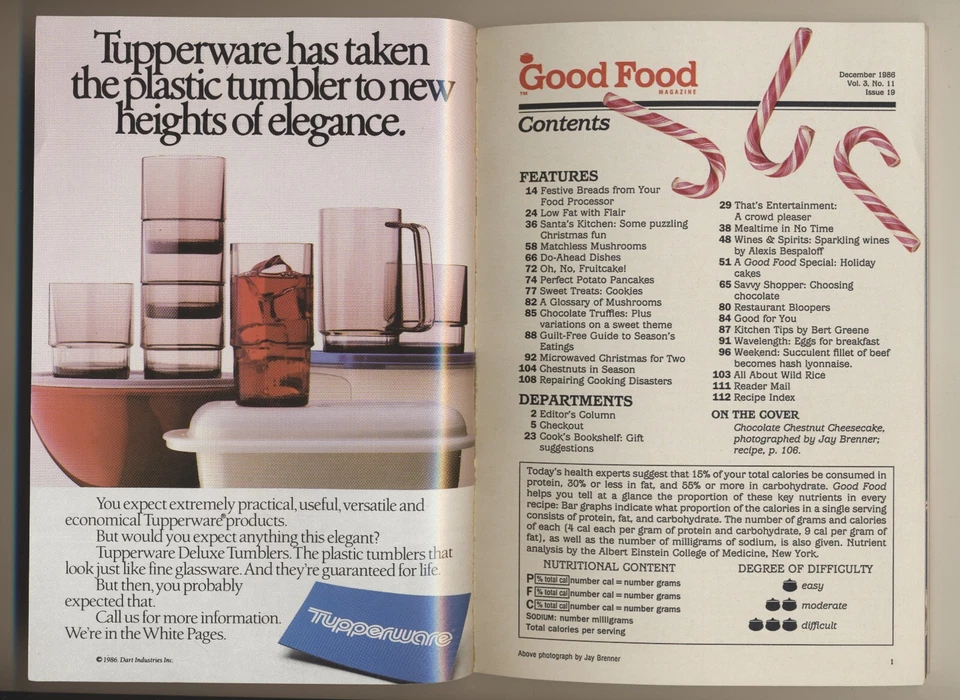 Tupperware has taken
the plastic tumbler to new
heights of elegance.
You expect extremely practical, useful, versatile and
economical Tupperware® products.
But would you expect anything this elegant?
Tupperware Deluxe Tumblers. The plastic tumblers that
look just like fine glassware. And they're guaranteed for life.
But then, you probably
expected that.
Call us for more information.
We're in the White Pages.
Tupperware
© 1986. Dart Industries Inc.
Good Food
TM
MAGAZINE
December 1986
Vol. 3, No. 11
Issue 19
Contents
FEATURES
14 Festive Breads from Your
Food Processor
24 Low Fat with Flair
36 Santa's Kitchen: Some puzzling
Christmas fun
58 Matchless Mushrooms
66 Do-Ahead Dishes
72 Oh, No, Fruitcake!
74 Perfect Potato Pancakes
77 Sweet Treats: Cookies
82 A Glossary of Mushrooms
85 Chocolate Truffles: Plus
variations on a sweet theme
88 Guilt-Free Guide to Season's
Eatings
92 Microwaved Christmas for Two
104 Chestnuts in Season
108 Repairing Cooking Disasters
DEPARTMENTS
2 Editor's Column
5 Checkout
23 Cook's Bookshelf: Gift
suggestions
29 That's Entertainment:
A crowd pleaser
38 Mealtime in No Time
48 Wines & Spirits: Sparkling wines
by Alexis Bespaloff
51 A Good Food Special: Holiday
cakes
65 Savvy Shopper: Choosing
chocolate
80 Restaurant Bloopers
84 Good for You
87 Kitchen Tips by Bert Greene
91 Wavelength: Eggs for breakfast
96 Weekend: Succulent fillet of beef
becomes hash lyonnaise.
103 All About Wild Rice
111 Reader Mail
112 Recipe Index
ON THE COVER
Chocolate Chestnut Cheesecake,
photographed by Jay Brenner;
recipe, p. 106.
Today's health experts suggest that 15% of your total calories be consumed in
protein, 30% or less in fat, and 55% or more in carbohydrate. Good Food
helps you tell at a glance the proportion of these key nutrients in every
recipe: Bar graphs indicate what proportion of the calories in a single serving
consists of protein, fat, and carbohydrate. The number of grams and calories
of each (4 cal each per gram of protein and carbohydrate, 9 cal per gram of
fat), as well as the number of milligrams of sodium, is also given. Nutrient
analysis by the Albert Einstein College of Medicine, New York.
NUTRITIONAL CONTENT
P % total cal number cal = number grams
F % total cal number cal = number grams
C % total cal number cal = number grams
SODIUM: number milligrams
Total calories per serving
DEGREE OF DIFFICULTY
easy
moderate
difficult
Above photograph by Jay Brenner
1